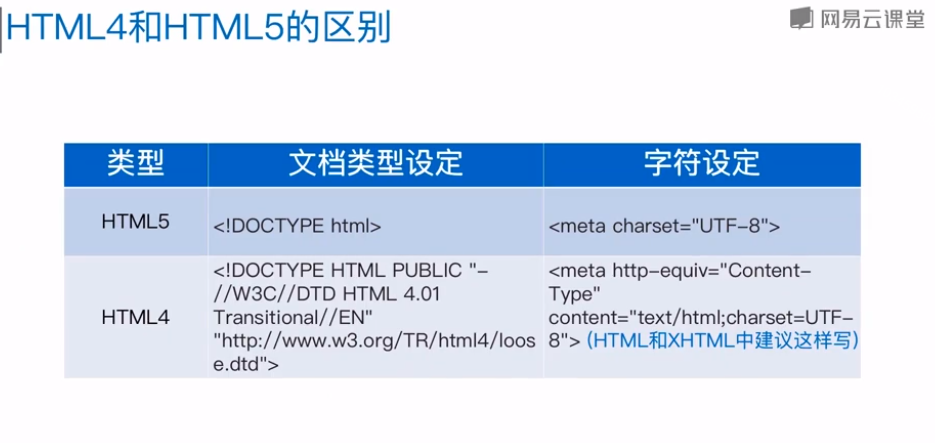 HTML4和HTML5的区别
网易云课堂
类型 文档类型设定 字符设定
HTML5 <!DOCTYPE html> <meta charset="UTF-8">
HTML4
<!DOCTYPE HTML PUBLIC "-
//W3C//DTD HTML 4.01
Transitional//EN"
"http://www.w3.org/TR/html4/loos
e.dtd">
<meta http-equiv="Content-
Type"
content="text/html;charset=UTF-
8"> (HTML和XHTML中建议这样写)